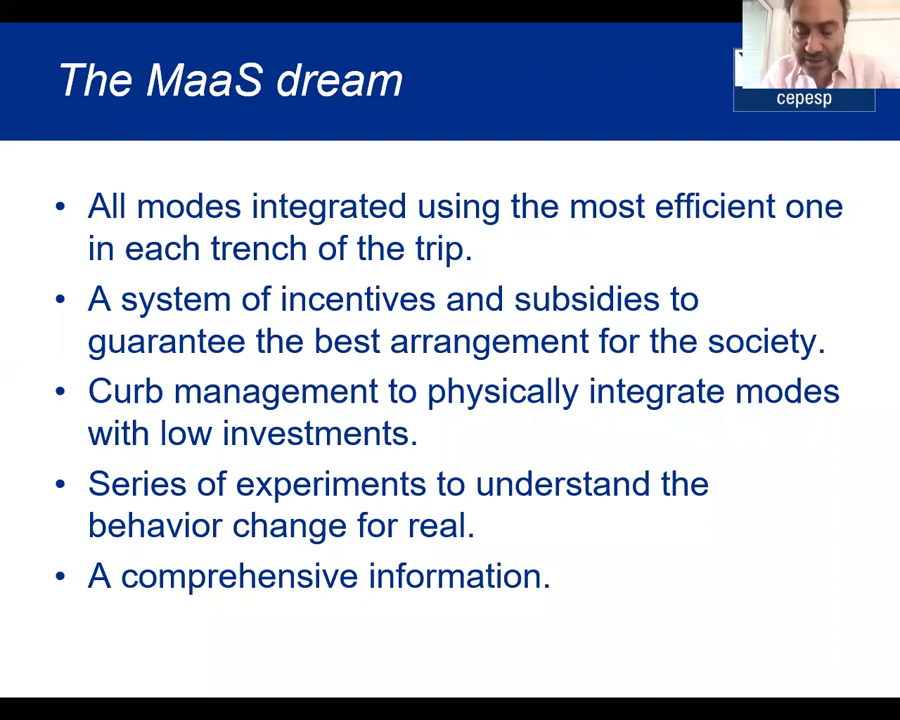 The MaaS dream
cepesp
• All modes integrated using the most efficient one
in each trench of the trip.
• A system of incentives and subsidies to
guarantee the best arrangement for the society.
• Curb management to physically integrate modes
with low investments.
• Series of experiments to understand the
behavior change for real.
• A comprehensive information.